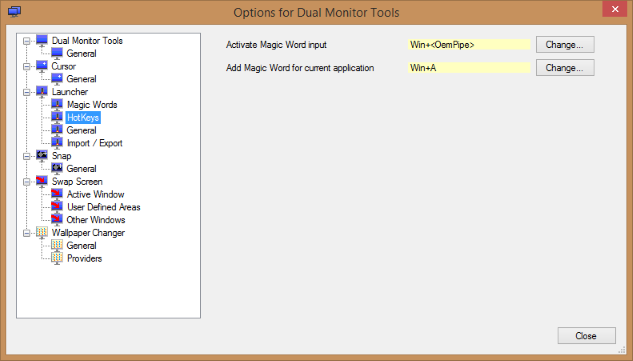 Options for Dual Monitor Tools
Dual Monitor Tools
General
Cursor
General
Launcher
Magic Words
HotKeys
General
Import / Export
Snap
General
Swap Screen
Active Window
User Defined Areas
Other Windows
Wallpaper Changer
General
Providers
Activate Magic Word input Win+<OemPipe> Change...
Add Magic Word for current application Win+A Change...
Close